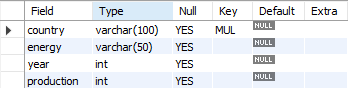 Field Type Null Key Default Extra
country varchar(100) YES MUL NULL
energy varchar(50) YES NULL
year int YES NULL
production int YES NULL